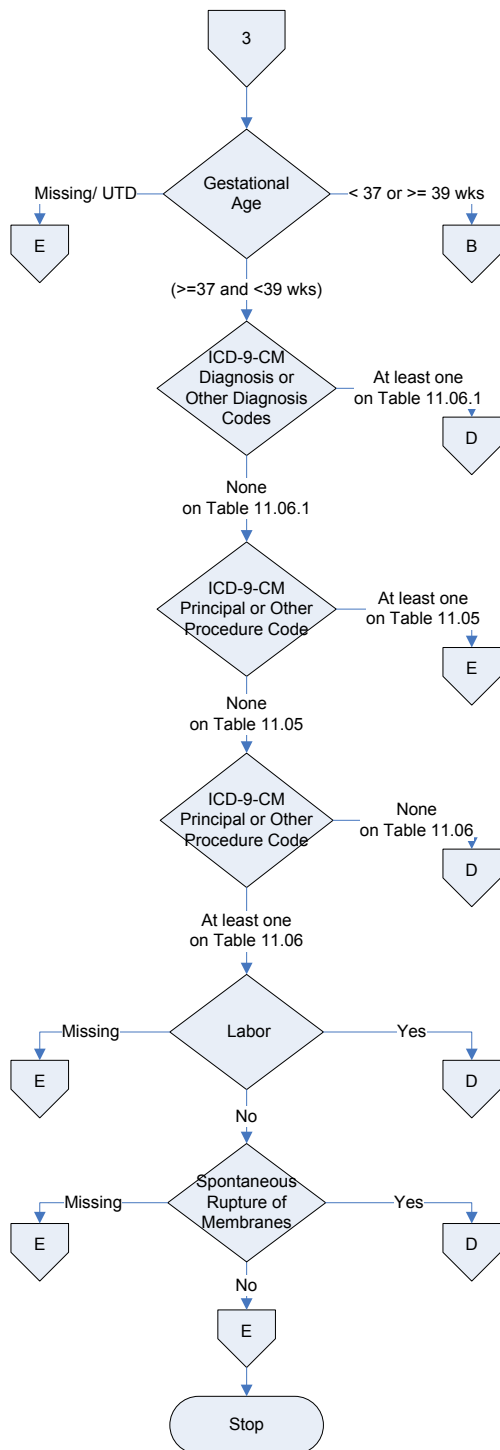 3
Gestational
Age
Missing/ UTD
< 37 or >= 39 wks
E
B
(>=37 and <39 wks)
ICD-9-CM
Diagnosis or
Other Diagnosis
Codes
At least one
on Table 11.06.1
D
None
on Table 11.06.1
ICD-9-CM
Principal or Other
Procedure Code
At least one
on Table 11.05
E
None
on Table 11.05
ICD-9-CM
Principal or Other
Procedure Code
None
on Table 11.06
D
At least one
on Table 11.06
Missing
Labor
Yes
E
D
No
Spontaneous
Rupture of
Membranes
Missing
Yes
E
D
No
E
Stop